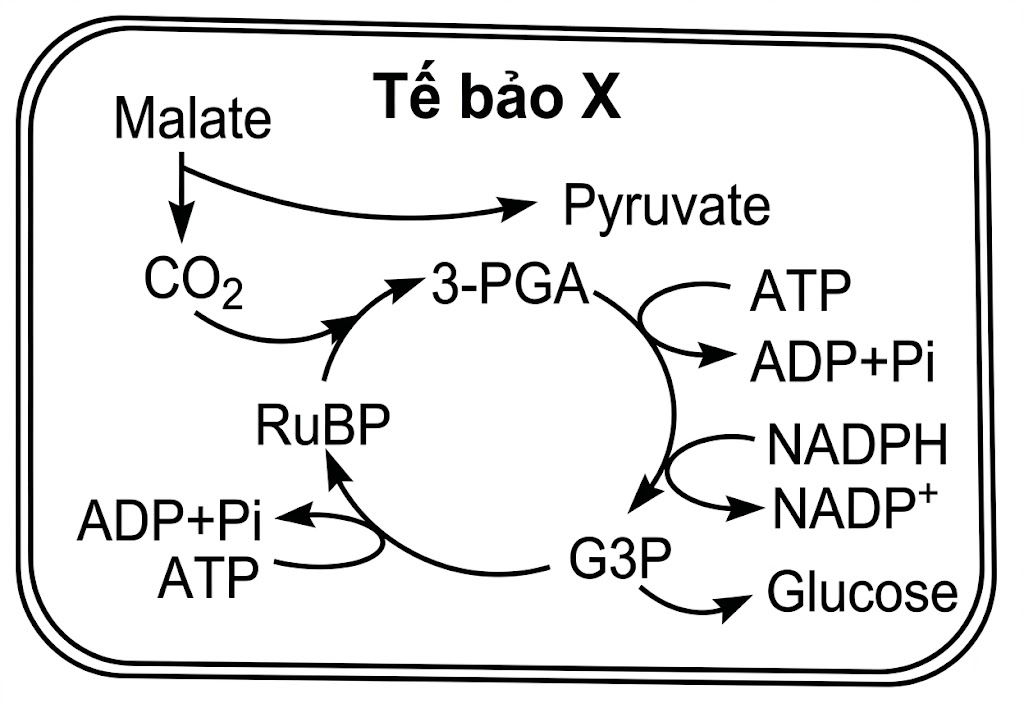 Tế bảo X
Malate
Pyruvate
CO₂
3-PGA
ATP
ADP+Pi
RuBP
NADPH
NADP⁺
ADP+Pi
ATP
G3P
Glucose